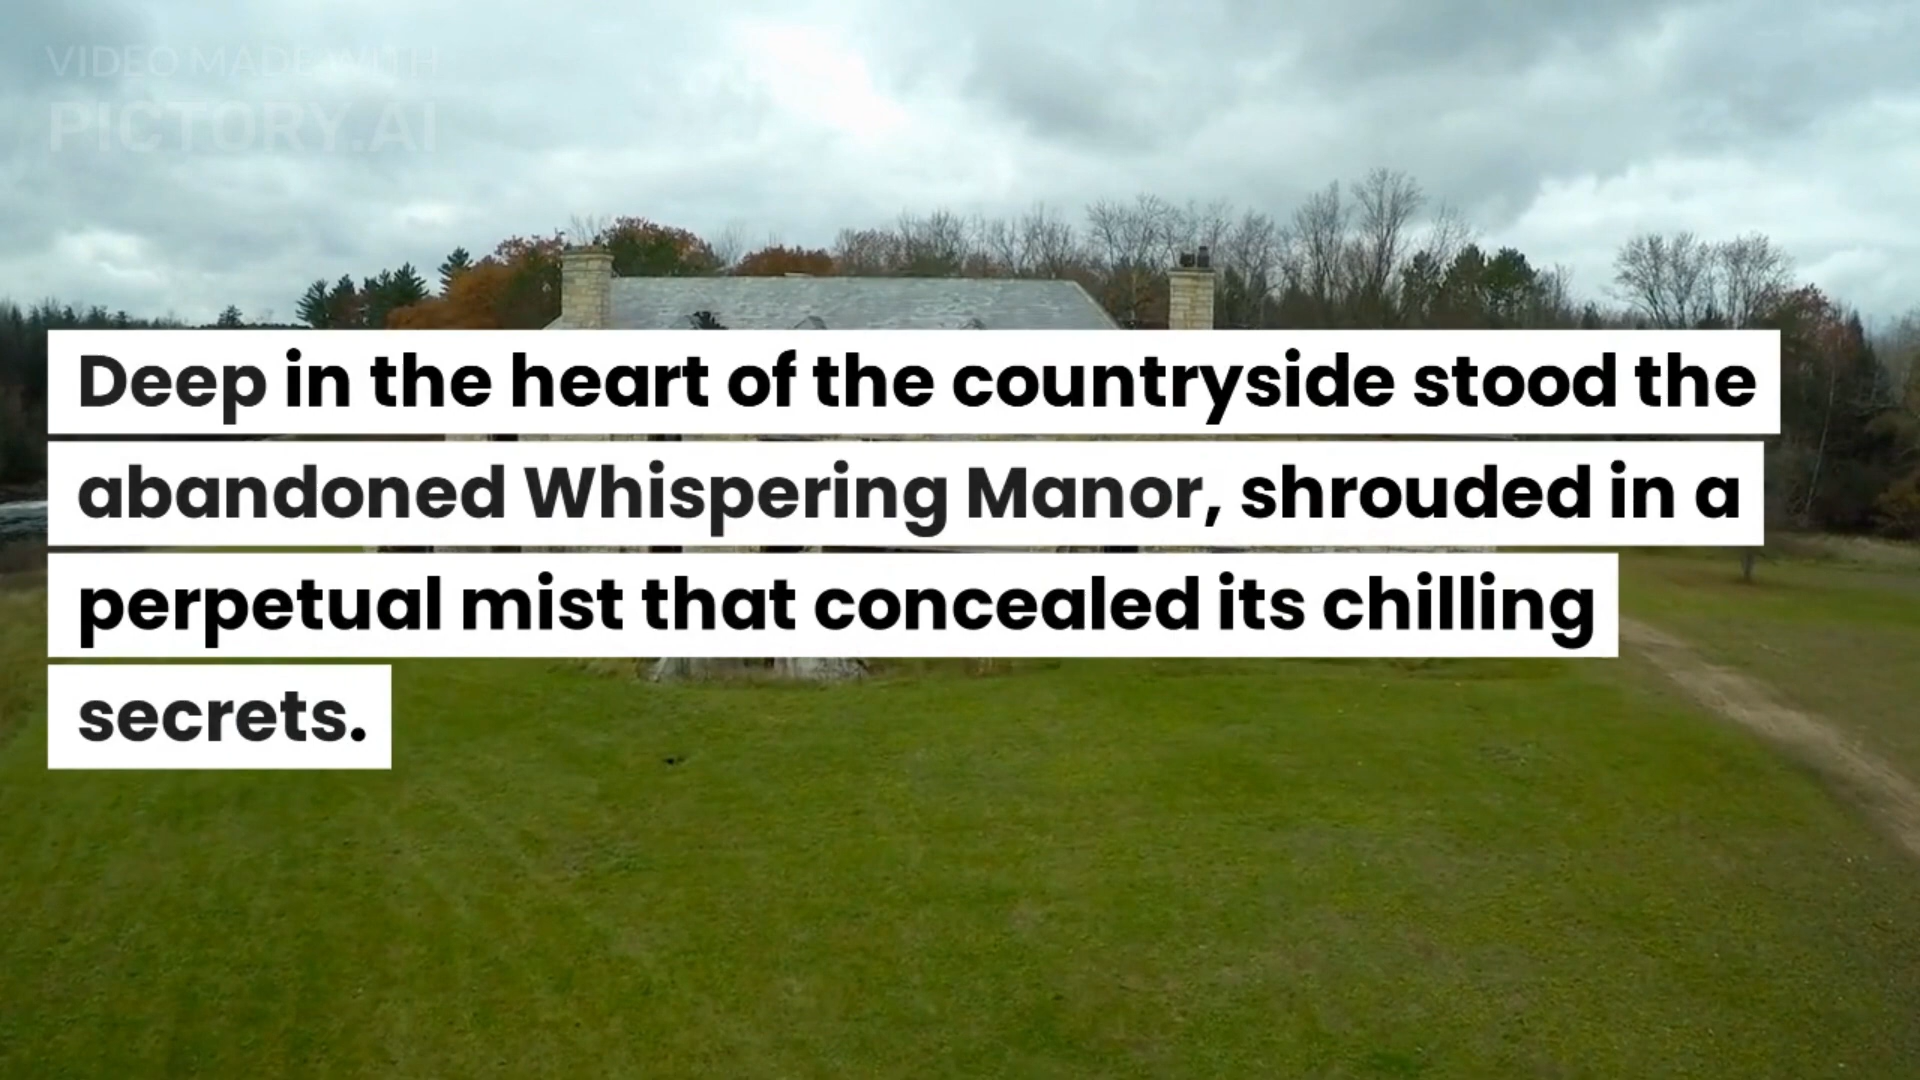 VIDEO MADE WITH
PICTORY.AI
Deep in the heart of the countryside stood the
abandoned Whispering Manor, shrouded in a
perpetual mist that concealed its chilling
secrets.